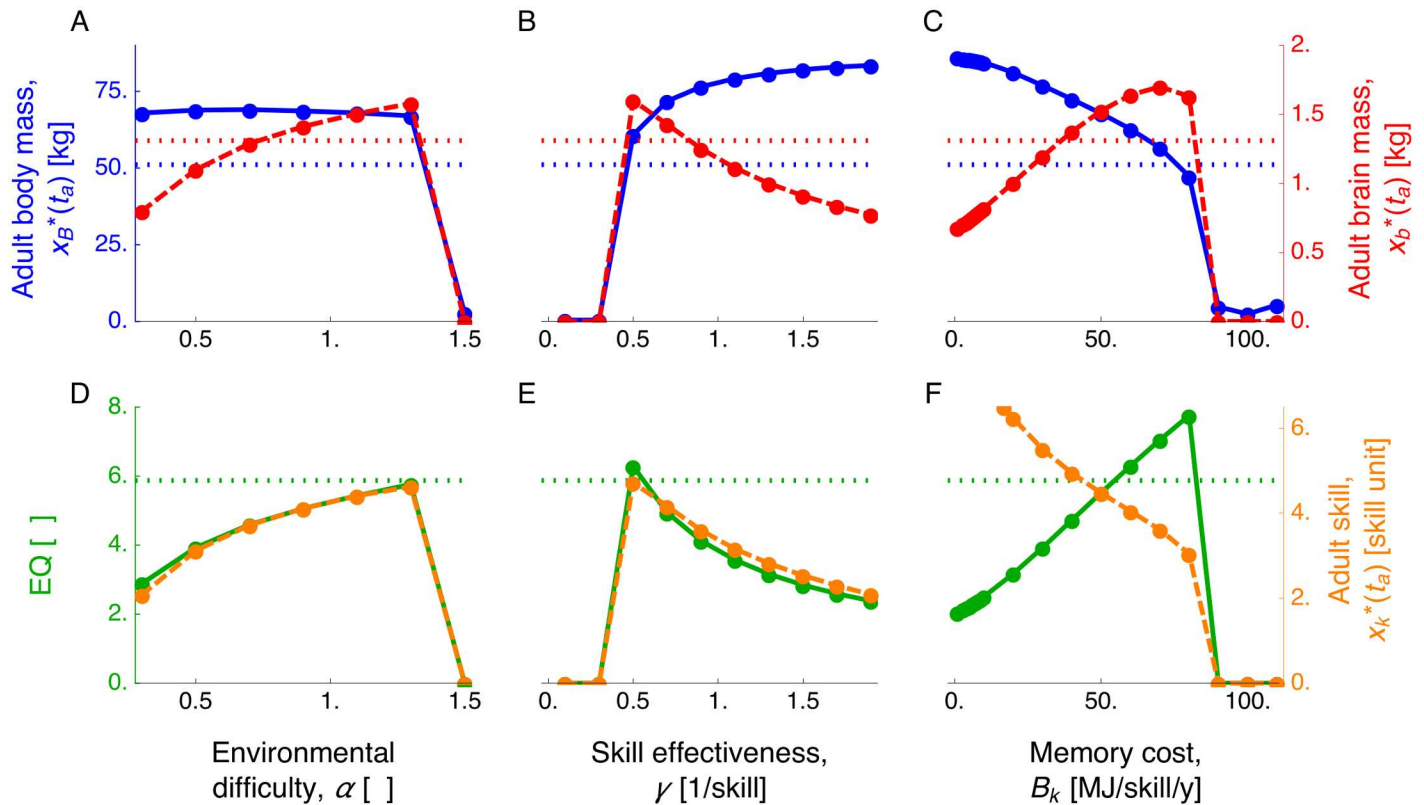 A
B
C
Adult body mass,
x_B*(t_a) [kg]
75.
50.
25.
0.
0.5
1.
1.5
0.
0.5
1.
1.5
0.
50.
100.
2.
1.5
1.
0.5
0.
Adult brain mass,
x_b*(t_a) [kg]
D
E
F
EQ [ ]
8.
6.
4.
2.
0.
0.5
1.
1.5
0.
0.5
1.
1.5
0.
50.
100.
6.
4.
2.
0.
Adult skill,
x_k*(t_a) [skill unit]
Environmental
difficulty, α [ ]
Skill effectiveness,
γ [1/skill]
Memory cost,
B_k [MJ/skill/y]